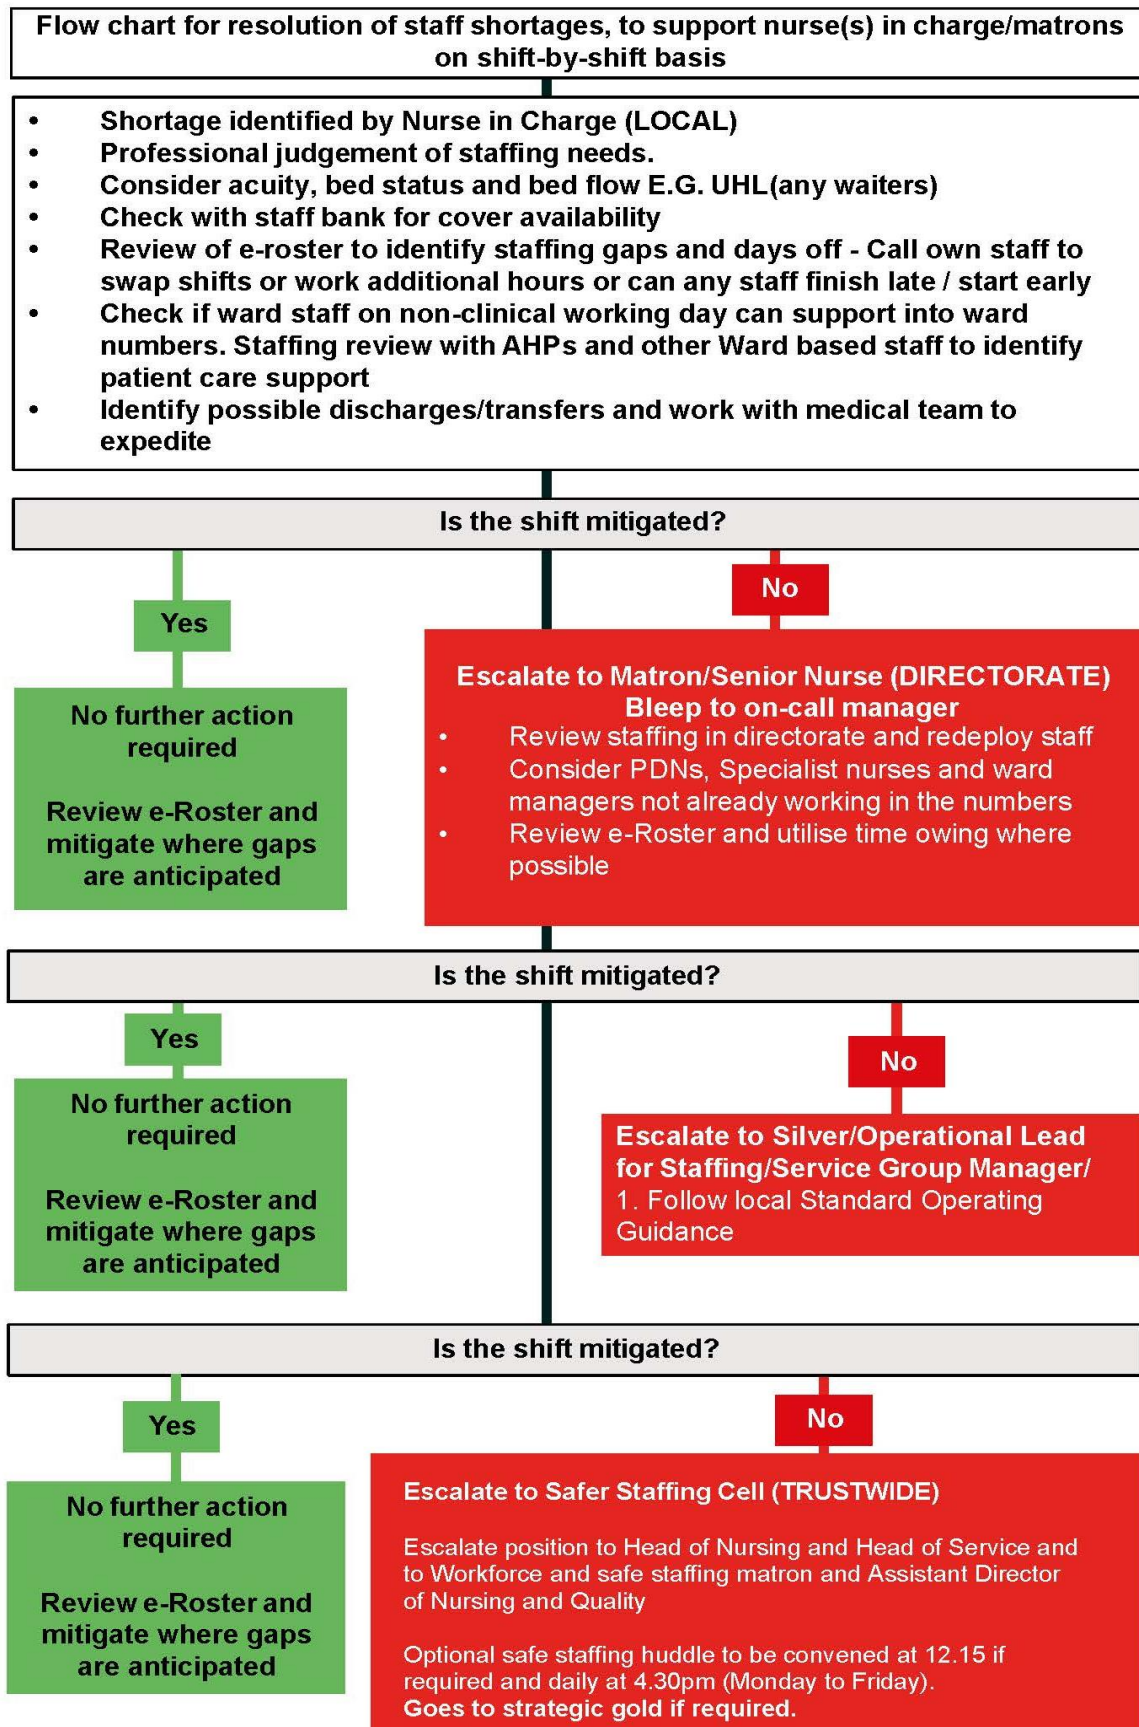 Flow chart for resolution of staff shortages, to support nurse(s) in charge/matrons
on shift-by-shift basis
• Shortage identified by Nurse in Charge (LOCAL)
• Professional judgement of staffing needs.
• Consider acuity, bed status and bed flow E.G. UHL(any waiters)
• Check with staff bank for cover availability
• Review of e-roster to identify staffing gaps and days off - Call own staff to
swap shifts or work additional hours or can any staff finish late / start early
• Check if ward staff on non-clinical working day can support into ward
numbers. Staffing review with AHPs and other Ward based staff to identify
patient care support
• Identify possible discharges/transfers and work with medical team to
expedite
Is the shift mitigated?
Yes
No further action
required
Review e-Roster and
mitigate where gaps
are anticipated
No
Escalate to Matron/Senior Nurse (DIRECTORATE)
Bleep to on-call manager
• Review staffing in directorate and redeploy staff
• Consider PDNs, Specialist nurses and ward
managers not already working in the numbers
• Review e-Roster and utilise time owing where
possible
Is the shift mitigated?
Yes
No further action
required
Review e-Roster and
mitigate where gaps
are anticipated
No
Escalate to Silver/Operational Lead
for Staffing/Service Group Manager/
1. Follow local Standard Operating
Guidance
Is the shift mitigated?
Yes
No further action
required
Review e-Roster and
mitigate where gaps
are anticipated
No
Escalate to Safer Staffing Cell (TRUSTWIDE)
Escalate position to Head of Nursing and Head of Service and
to Workforce and safe staffing matron and Assistant Director
of Nursing and Quality
Optional safe staffing huddle to be convened at 12.15 if
required and daily at 4.30pm (Monday to Friday).
Goes to strategic gold if required.